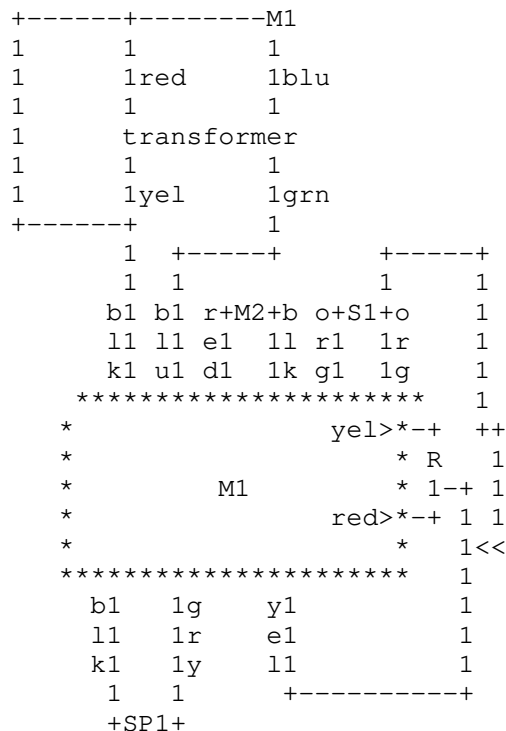 +------+--------M1
1      1        1
1      1red     1blu
1      1        1
1      transformer
1      1        1
1      1yel     1grn
+------+        1
       1  +-----+      +-----+
       1  1            1     1
      b1 b1 r+M2+b o+S1+o    1
      l1 l1 e1  1l r1  1r    1
      k1 u1 d1  1k g1  1g    1
    **********************   1
   *                yel>*-+  ++
   *                    * R   1
   *         M1         * 1-+ 1
   *                red>*-+ 1 1
   *                    *   1<<
   **********************   1
     b1   1g    y1          1
     l1   1r    e1          1
     k1   1y    l1          1
      1   1      +----------+
      +SP1+